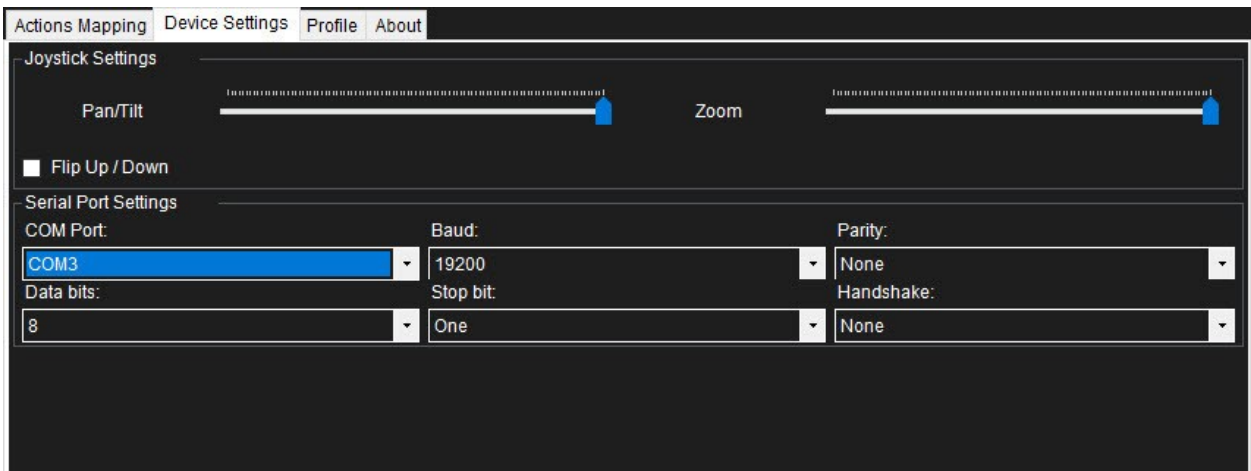 Actions Mapping Device Settings Profile About
Joystick Settings
Pan/Tilt Zoom
Flip Up / Down
Serial Port Settings
COM Port: Baud: Parity:
COM3 19200 None
Data bits: Stop bit: Handshake:
8 One None